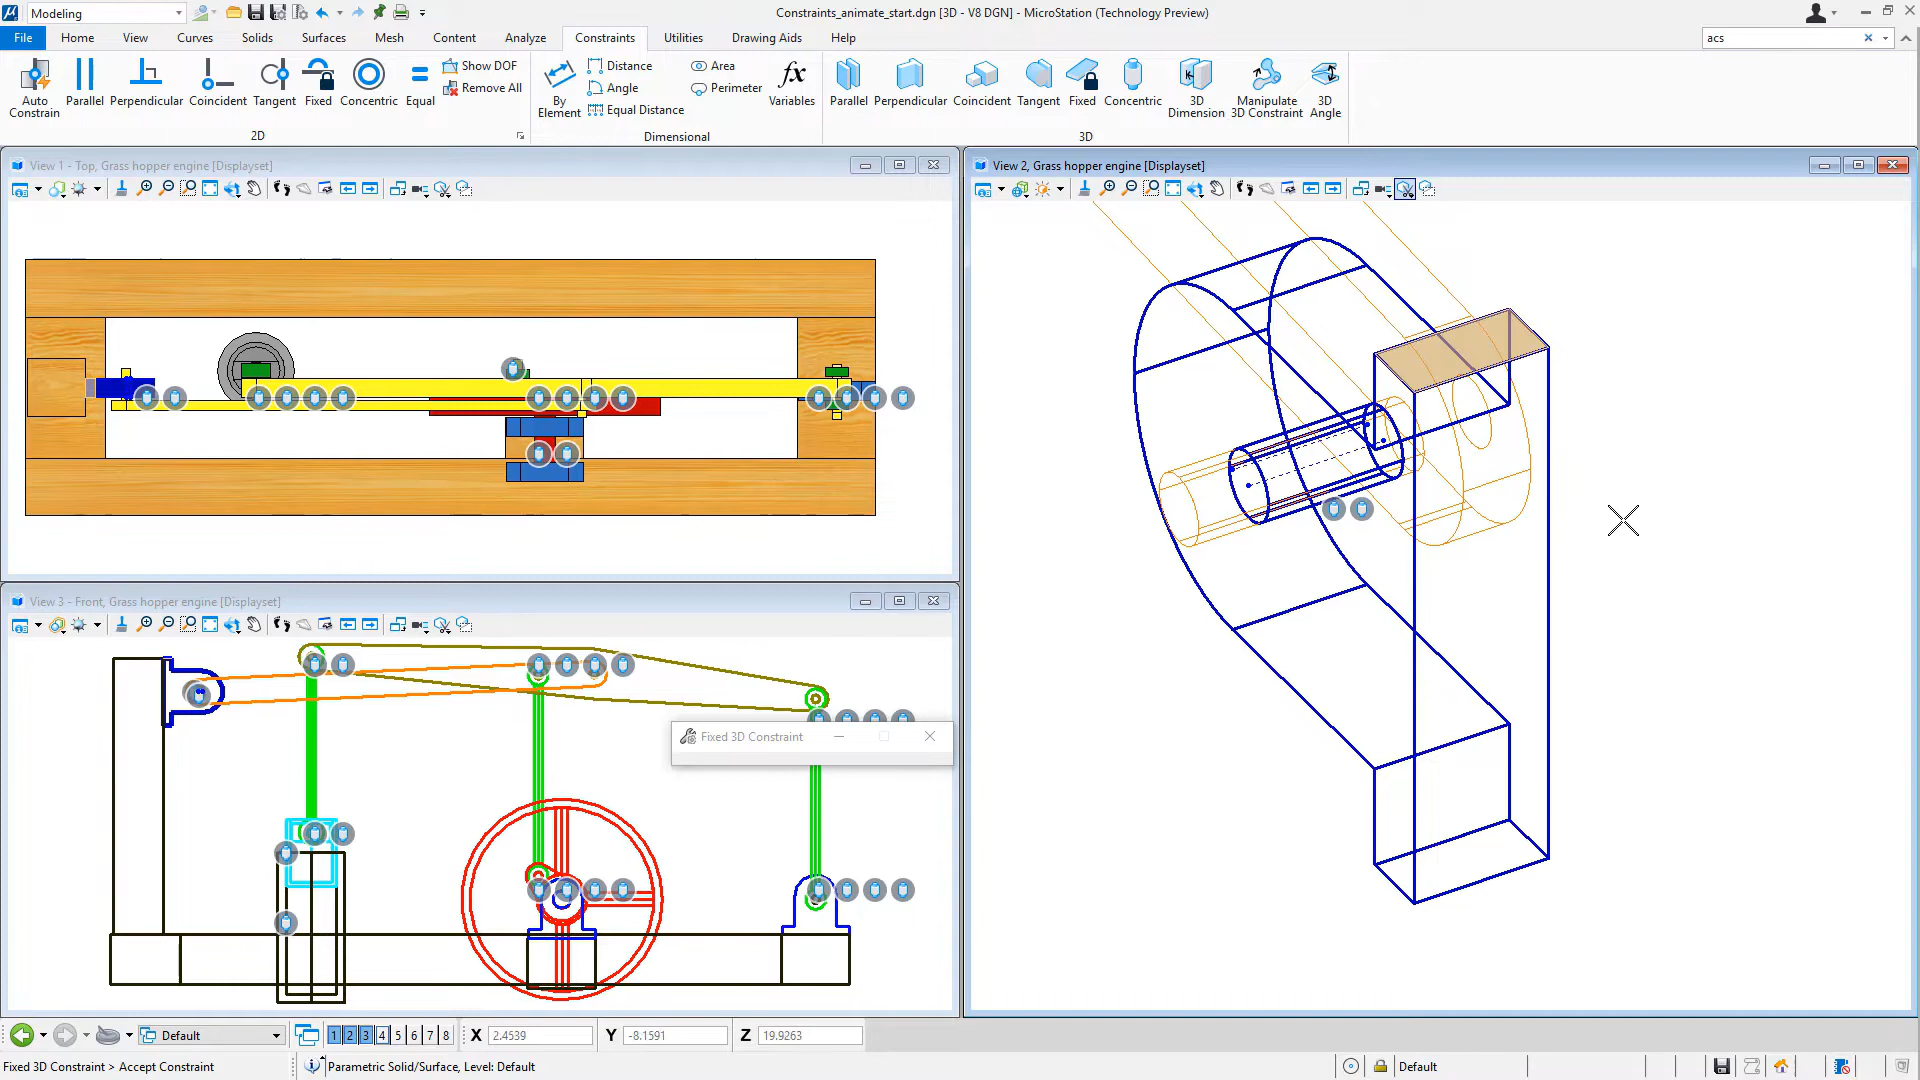 Modeling
Constraints_animate_start.dgn [3D - V8 DGN] - MicroStation (Technology Preview)
File Home View Curves Solids Surfaces Mesh Content Analyze Constraints Utilities Drawing Aids Help
acs
Auto Constrain
Parallel
Perpendicular
Coincident
Tangent
Fixed
Concentric
Equal
Show DOF
Remove All
2D
By Element
Distance
Angle
Equal Distance
Area
Perimeter
fx
Variables
Dimensional
Parallel
Perpendicular
Coincident
Tangent
Fixed
Concentric
3D Dimension
Manipulate 3D Constraint
3D Angle
3D
View 1 - Top, Grass hopper engine [Displayset]
View 2, Grass hopper engine [Displayset]
View 3 - Front, Grass hopper engine [Displayset]
Fixed 3D Constraint
Default
1 2 3 4 5 6 7 8
X 2.4539
Y -8.1591
Z 19.9263
Fixed 3D Constraint > Accept Constraint
Parametric Solid/Surface, Level: Default
Default